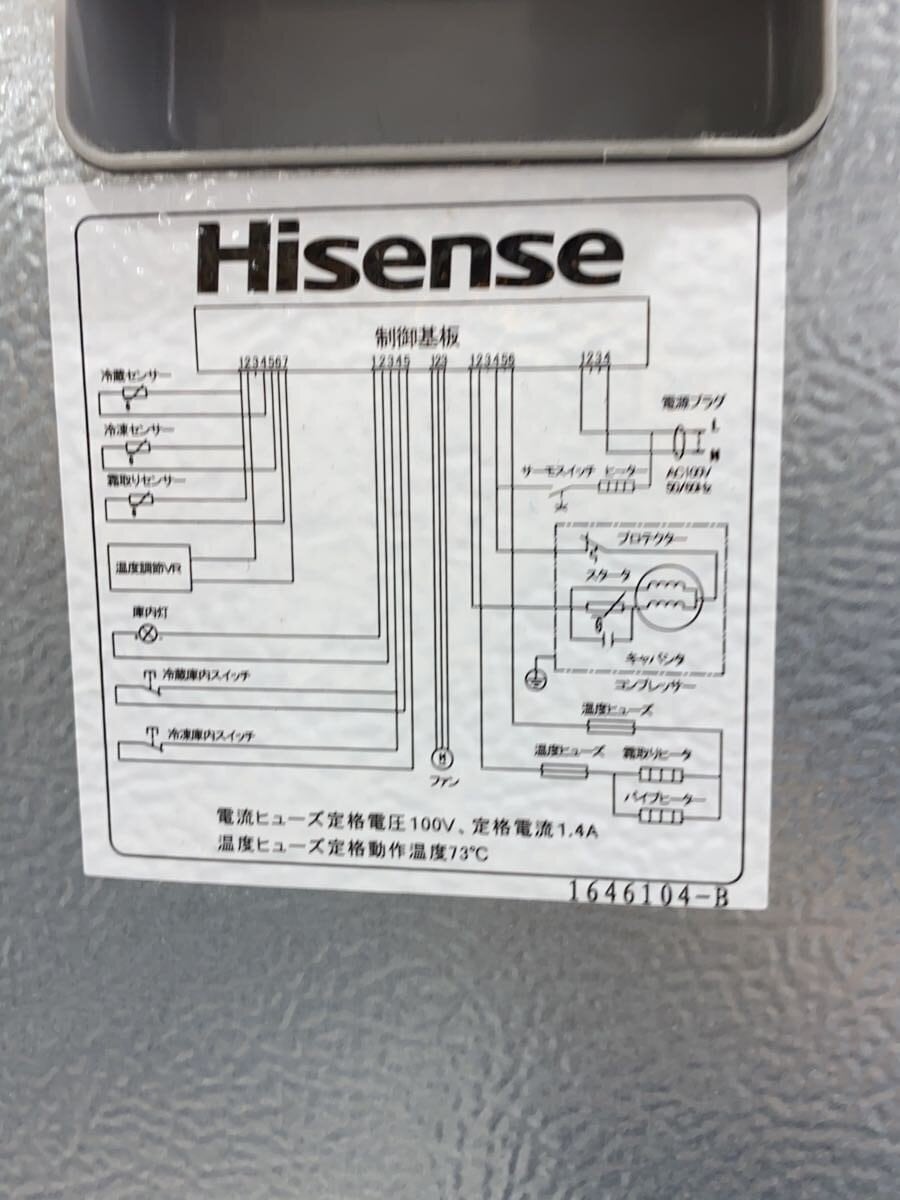 Hisense
制御基板
1234567
12345
123
123456
1234
冷蔵センサー
冷凍センサー
霜取りセンサー
温度調節VR
庫内灯
冷蔵庫内スイッチ
冷凍庫内スイッチ
ファン
M
電源プラグ
L
N
AC100V
50/60Hz
サーモスイッチ ヒータ
プロテクター
スタータ
キャパシタ
コンプレッサー
温度ヒューズ
温度ヒューズ
霜取りヒータ
パイプヒーター
電流ヒューズ定格電圧100V、定格電流1.4A
温度ヒューズ定格動作温度73℃
1646104-B